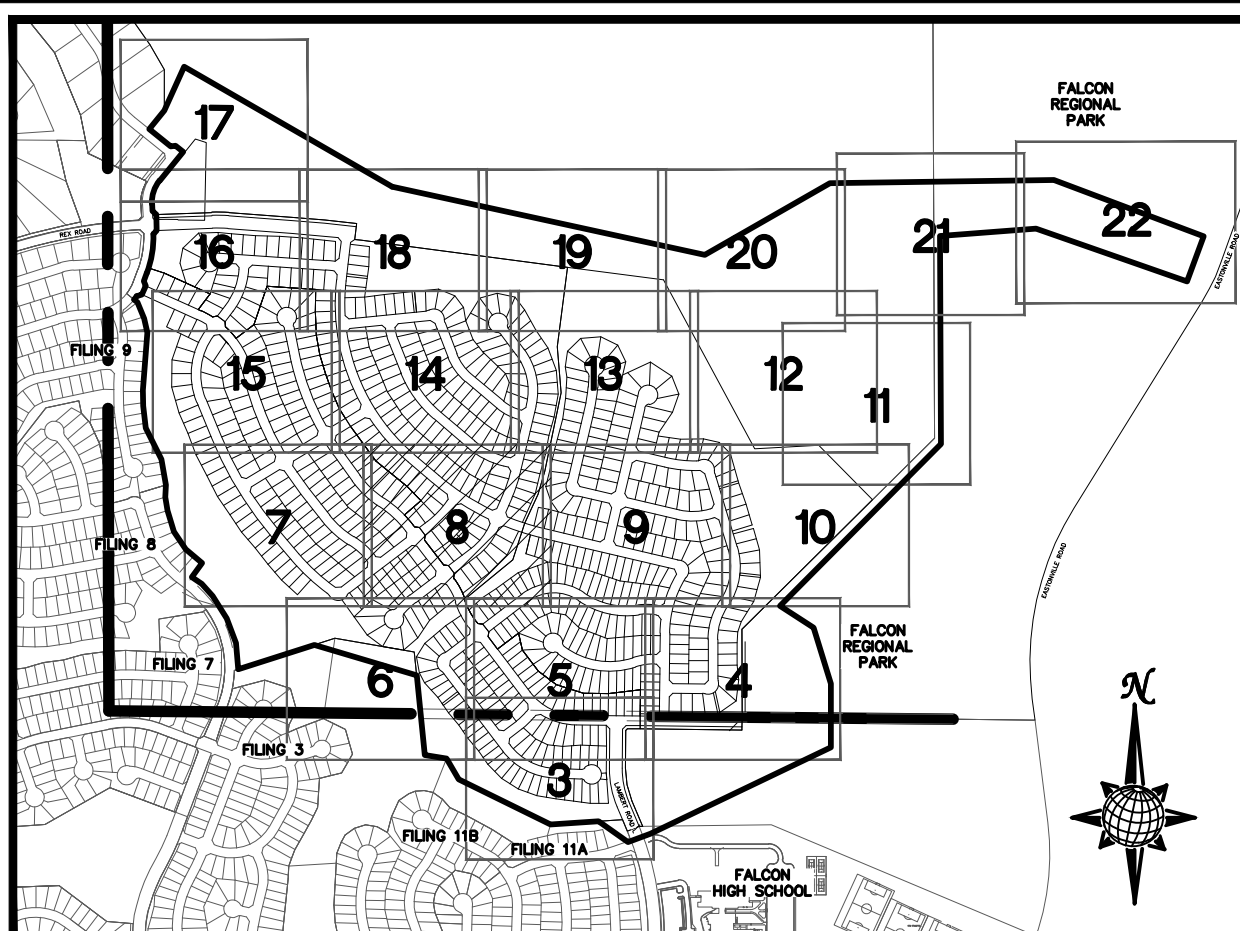 FALCON
REGIONAL
PARK
17
22
21
REX ROAD
16
18
19
20
EASTONVILLE ROAD
FILING 9
15
14
13
12
11
7
8
9
10
FILING 8
EASTONVILLE ROAD
FALCON
REGIONAL
PARK
FILING 7
6
5
4
N
FILING 3
3
LAMBERT ROAD
FILING 11B
FILING 11A
FALCON
HIGH SCHOOL